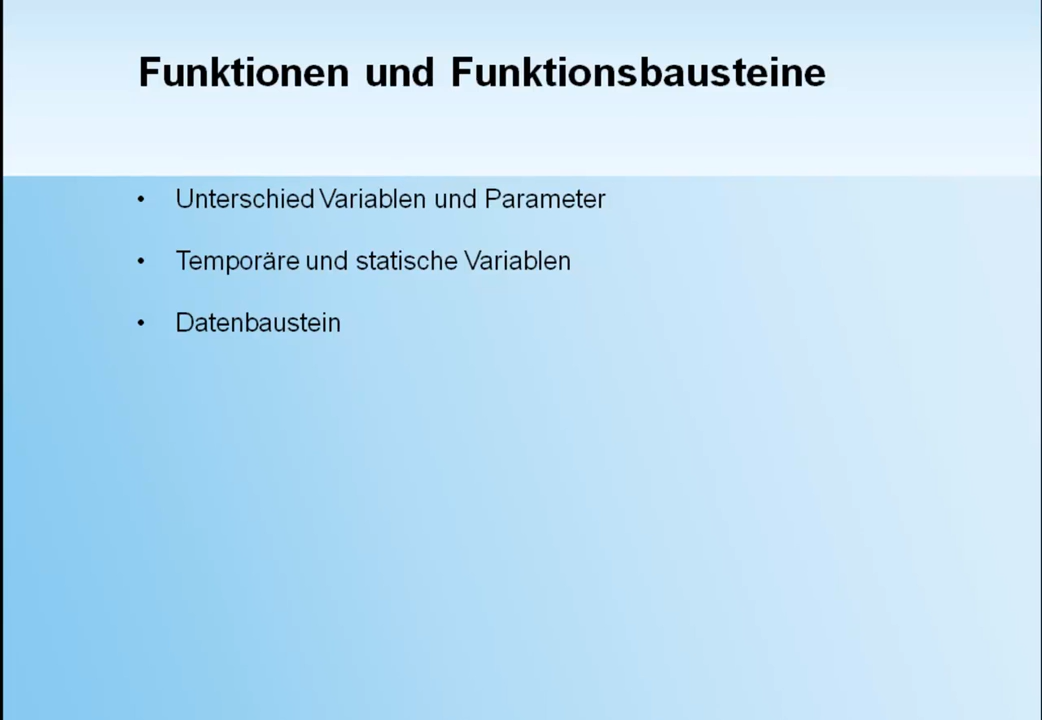 Funktionen und Funktionsbausteine
• Unterschied Variablen und Parameter
• Temporäre und statische Variablen
• Datenbaustein